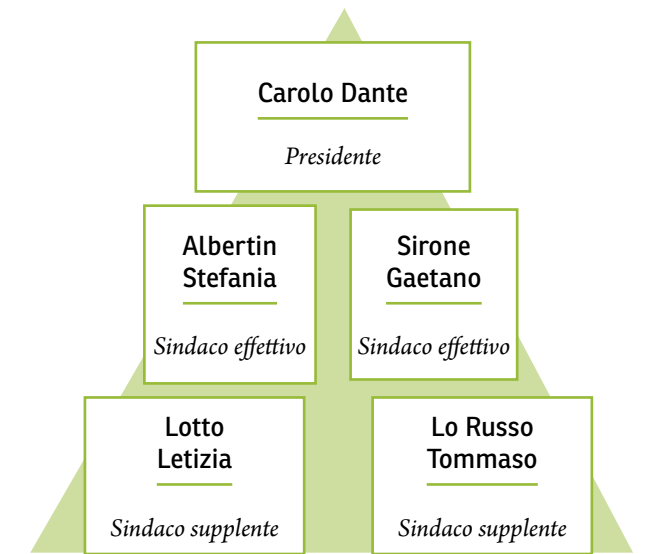 Carolo Dante
Presidente
Albertin
Stefania
Sindaco effettivo
Sirone
Gaetano
Sindaco effettivo
Lotto
Letizia
Sindaco supplente
Lo Russo
Tommaso
Sindaco supplente